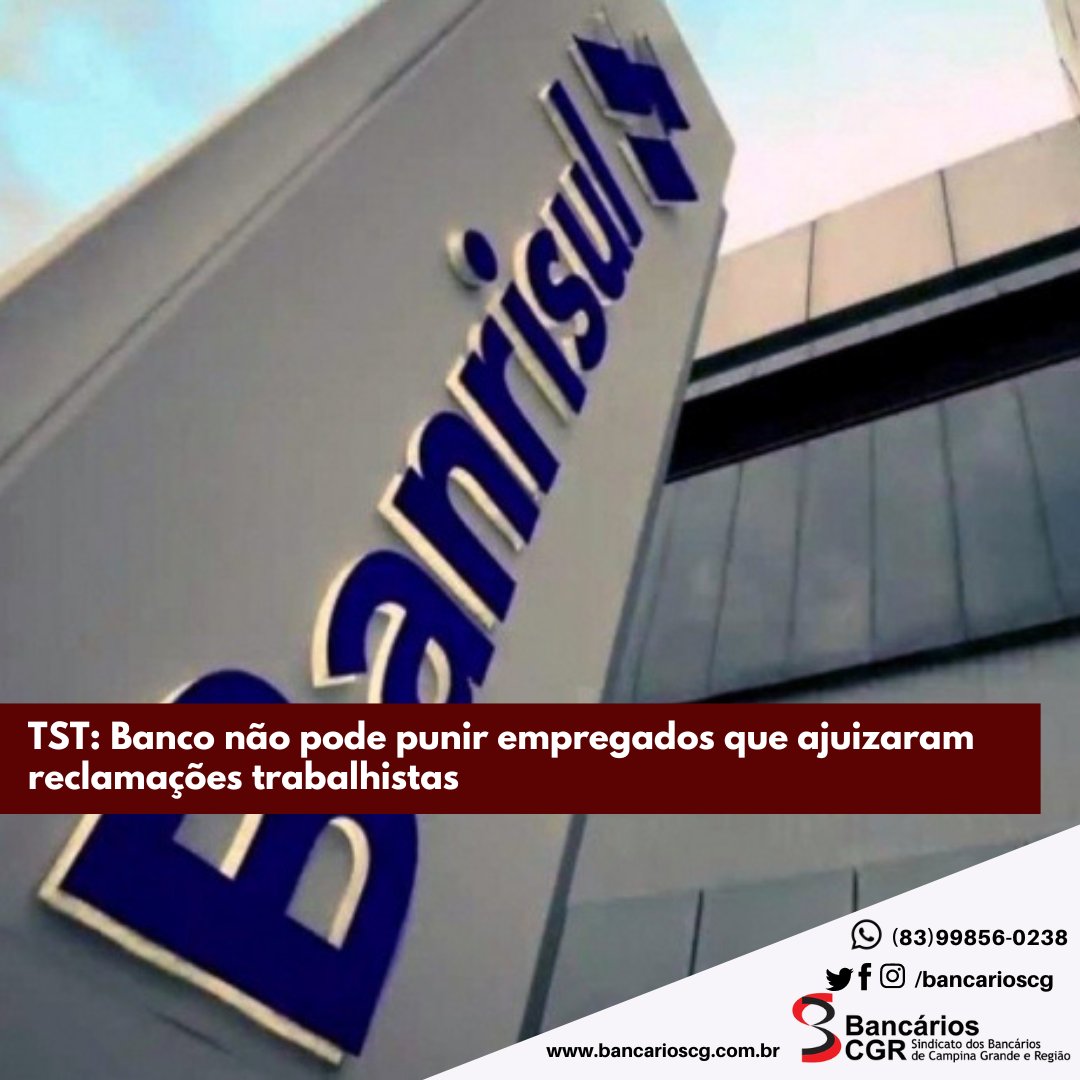 Banrisul
TST: Banco não pode punir empregados que ajuizaram
reclamações trabalhistas
(83)99856-0238
/bancarioscg
www.bancarioscg.com.br
Bancários
CGR
Sindicato dos Bancários
de Campina Grande e Região